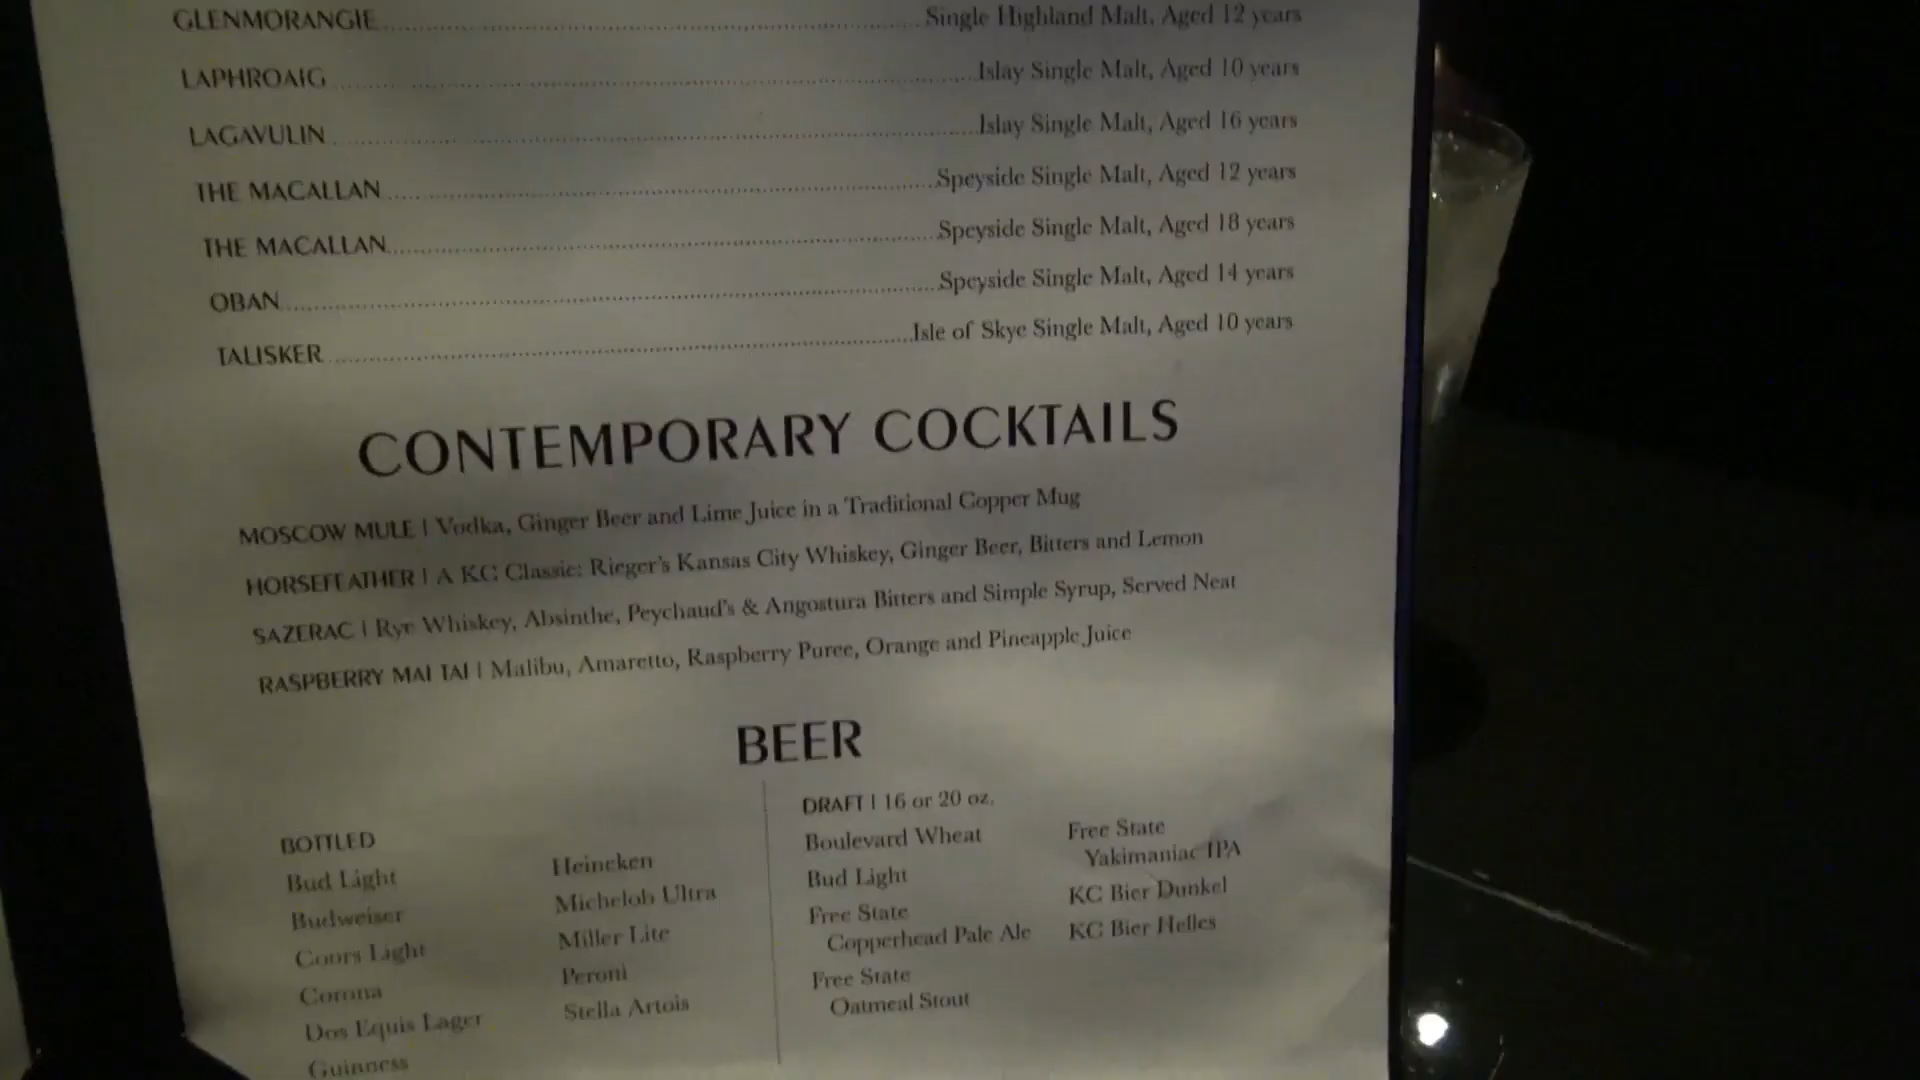 GLENMORANGIE Single Highland Malt, Aged 12 years
LAPHROAIG Islay Single Malt, Aged 10 years
LAGAVULIN Islay Single Malt, Aged 16 years
THE MACALLAN Speyside Single Malt, Aged 12 years
THE MACALLAN Speyside Single Malt, Aged 18 years
OBAN Speyside Single Malt, Aged 14 years
TALISKER Isle of Skye Single Malt, Aged 10 years
CONTEMPORARY COCKTAILS
MOSCOW MULE | Vodka, Ginger Beer and Lime Juice in a Traditional Copper Mug
HORSEFEATHER | A KC Classic: Rieger's Kansas City Whiskey, Ginger Beer, Bitters and Lemon
SAZERAC | Rye Whiskey, Absinthe, Peychaud's & Angostura Bitters and Simple Syrup, Served Neat
RASPBERRY MAI TAI | Malibu, Amaretto, Raspberry Puree, Orange and Pineapple Juice
BEER
BOTTLED
Bud Light
Budweiser
Coors Light
Corona
Dos Equis Lager
Guinness
Heineken
Michelob Ultra
Miller Lite
Peroni
Stella Artois
DRAFT | 16 or 20 oz.
Boulevard Wheat
Bud Light
Free State
Copperhead Pale Ale
Free State
Oatmeal Stout
Free State
Yakimaniac IPA
KC Bier Dunkel
KC Bier Helles